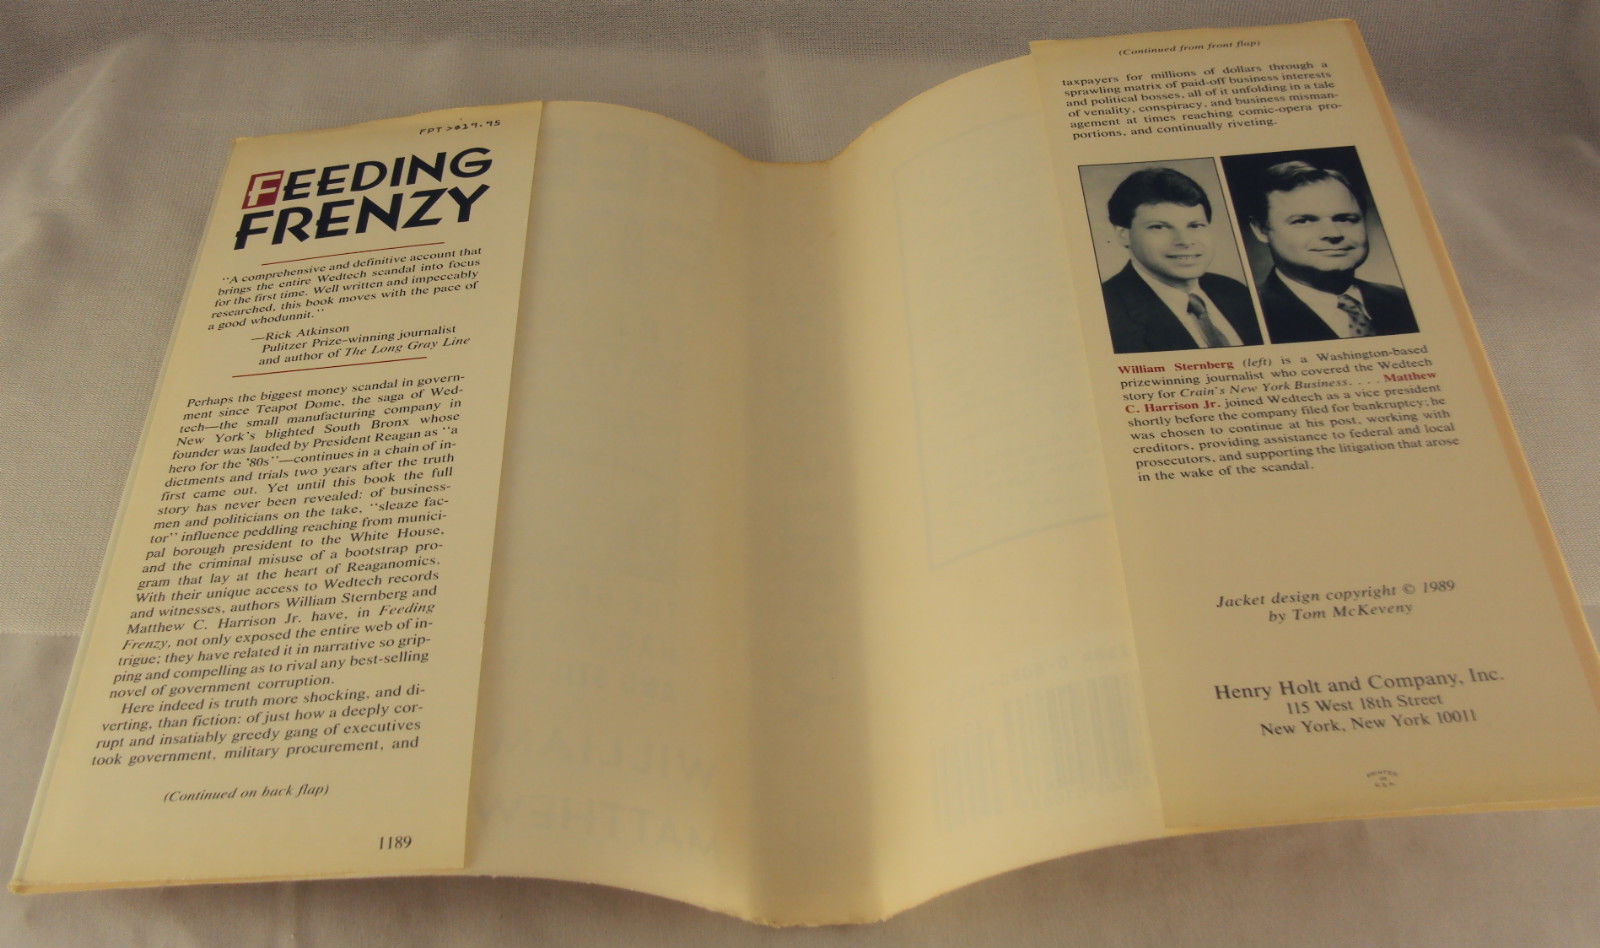 FPT >$19.95
FEEDING
FRENZY
"A comprehensive and definitive account that
brings the entire Wedtech scandal into focus
for the first time. Well written and impeccably
researched, this book moves with the pace of
a good whodunnit."
—Rick Atkinson
Pulitzer Prize-winning journalist
and author of The Long Gray Line
Perhaps the biggest money scandal in govern-
ment since Teapot Dome, the saga of Wed-
tech—the small manufacturing company in
New York's blighted South Bronx whose
founder was lauded by President Reagan as "a
hero for the '80s"—continues in a chain of in-
dictments and trials two years after the truth
first came out. Yet until this book the full
story has never been revealed: of business-
men and politicians on the take, "sleaze fac-
tor" influence peddling reaching from munici-
pal borough president to the White House,
and the criminal misuse of a bootstrap pro-
gram that lay at the heart of Reaganomics.
With their unique access to Wedtech records
and witnesses, authors William Sternberg and
Matthew C. Harrison Jr. have, in Feeding
Frenzy, not only exposed the entire web of in-
trigue; they have related it in narrative so grip-
ping and compelling as to rival any best-selling
novel of government corruption.
Here indeed is truth more shocking, and di-
verting, than fiction: of just how a deeply cor-
rupt and insatiably greedy gang of executives
took government, military procurement, and
(Continued on back flap)
1189
(Continued from front flap)
taxpayers for millions of dollars through a
sprawling matrix of paid-off business interests
and political bosses, all of it unfolding in a tale
of venality, conspiracy, and business misman-
agement at times reaching comic-opera pro-
portions, and continually riveting.
William Sternberg (left) is a Washington-based
prizewinning journalist who covered the Wedtech
story for Crain's New York Business. . . . Matthew
C. Harrison Jr. joined Wedtech as a vice president
shortly before the company filed for bankruptcy; he
was chosen to continue at his post, working with
creditors, providing assistance to federal and local
prosecutors, and supporting the litigation that arose
in the wake of the scandal.
Jacket design copyright © 1989
by Tom McKeveny
Henry Holt and Company, Inc.
115 West 18th Street
New York, New York 10011
PRINTED
IN
U.S.A.